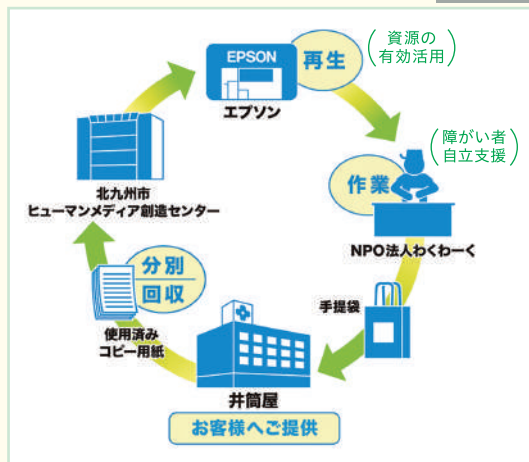 EPSON
エプソン
再生
資源の
有効活用
障がい者
自立支援
作業
NPO法人わくわーく
手提袋
井筒屋
お客様へご提供
分別
回収
使用済み
コピー用紙
北九州市
ヒューマンメディア創造センター